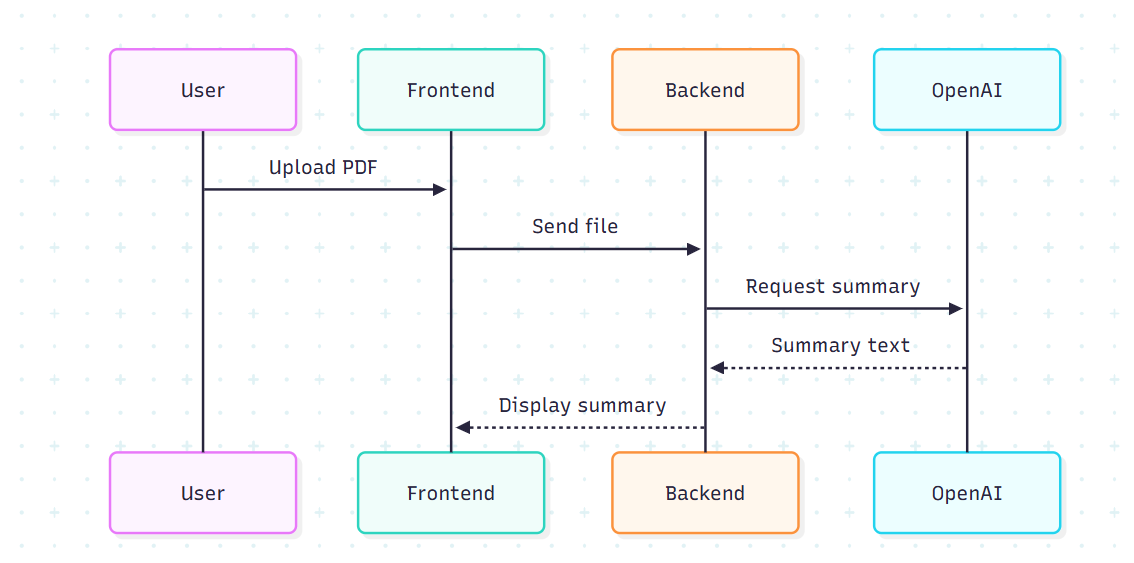 User
Frontend
Backend
OpenAI
Upload PDF
Send file
Request summary
Summary text
Display summary
User
Frontend
Backend
OpenAI